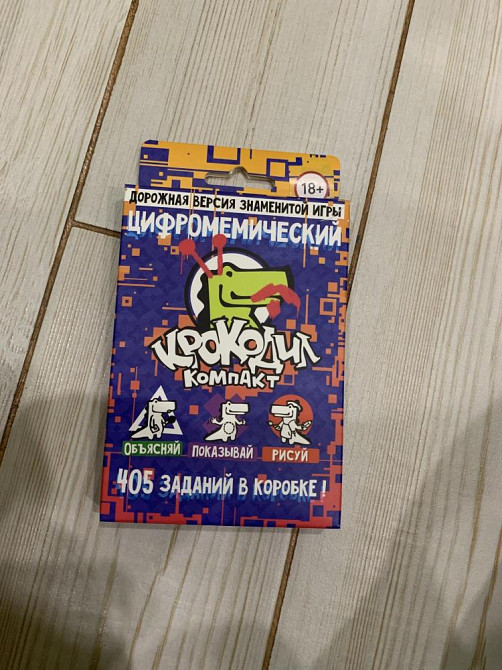 18+
ДОРОЖНАЯ ВЕРСИЯ ЗНАМЕНИТОЙ ИГРЫ
ЦИФРОМЕМИЧЕСКИЙ
КРОКОДИЛ
КОМПАКТ
ОБЪЯСНЯЙ ПОКАЗЫВАЙ РИСУЙ
405 ЗАДАНИЙ В КОРОБКЕ!